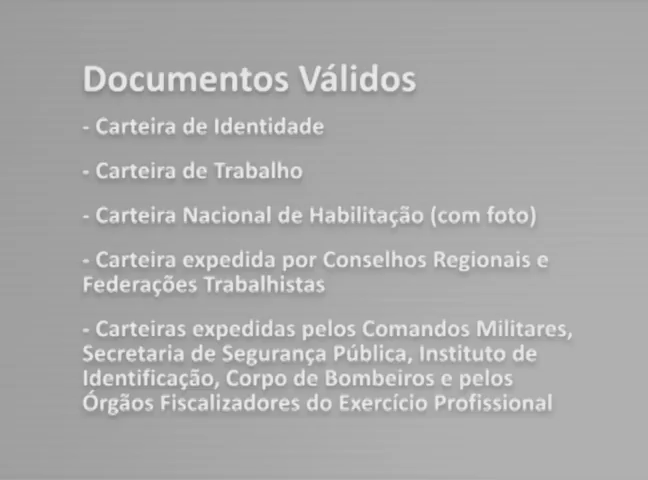 Documentos Válidos
- Carteira de Identidade
- Carteira de Trabalho
- Carteira Nacional de Habilitação (com foto)
- Carteira expedida por Conselhos Regionais e
Federações Trabalhistas
- Carteiras expedidas pelos Comandos Militares,
Secretaria de Segurança Pública, Instituto de
Identificação, Corpo de Bombeiros e pelos
Órgãos Fiscalizadores do Exercício Profissional